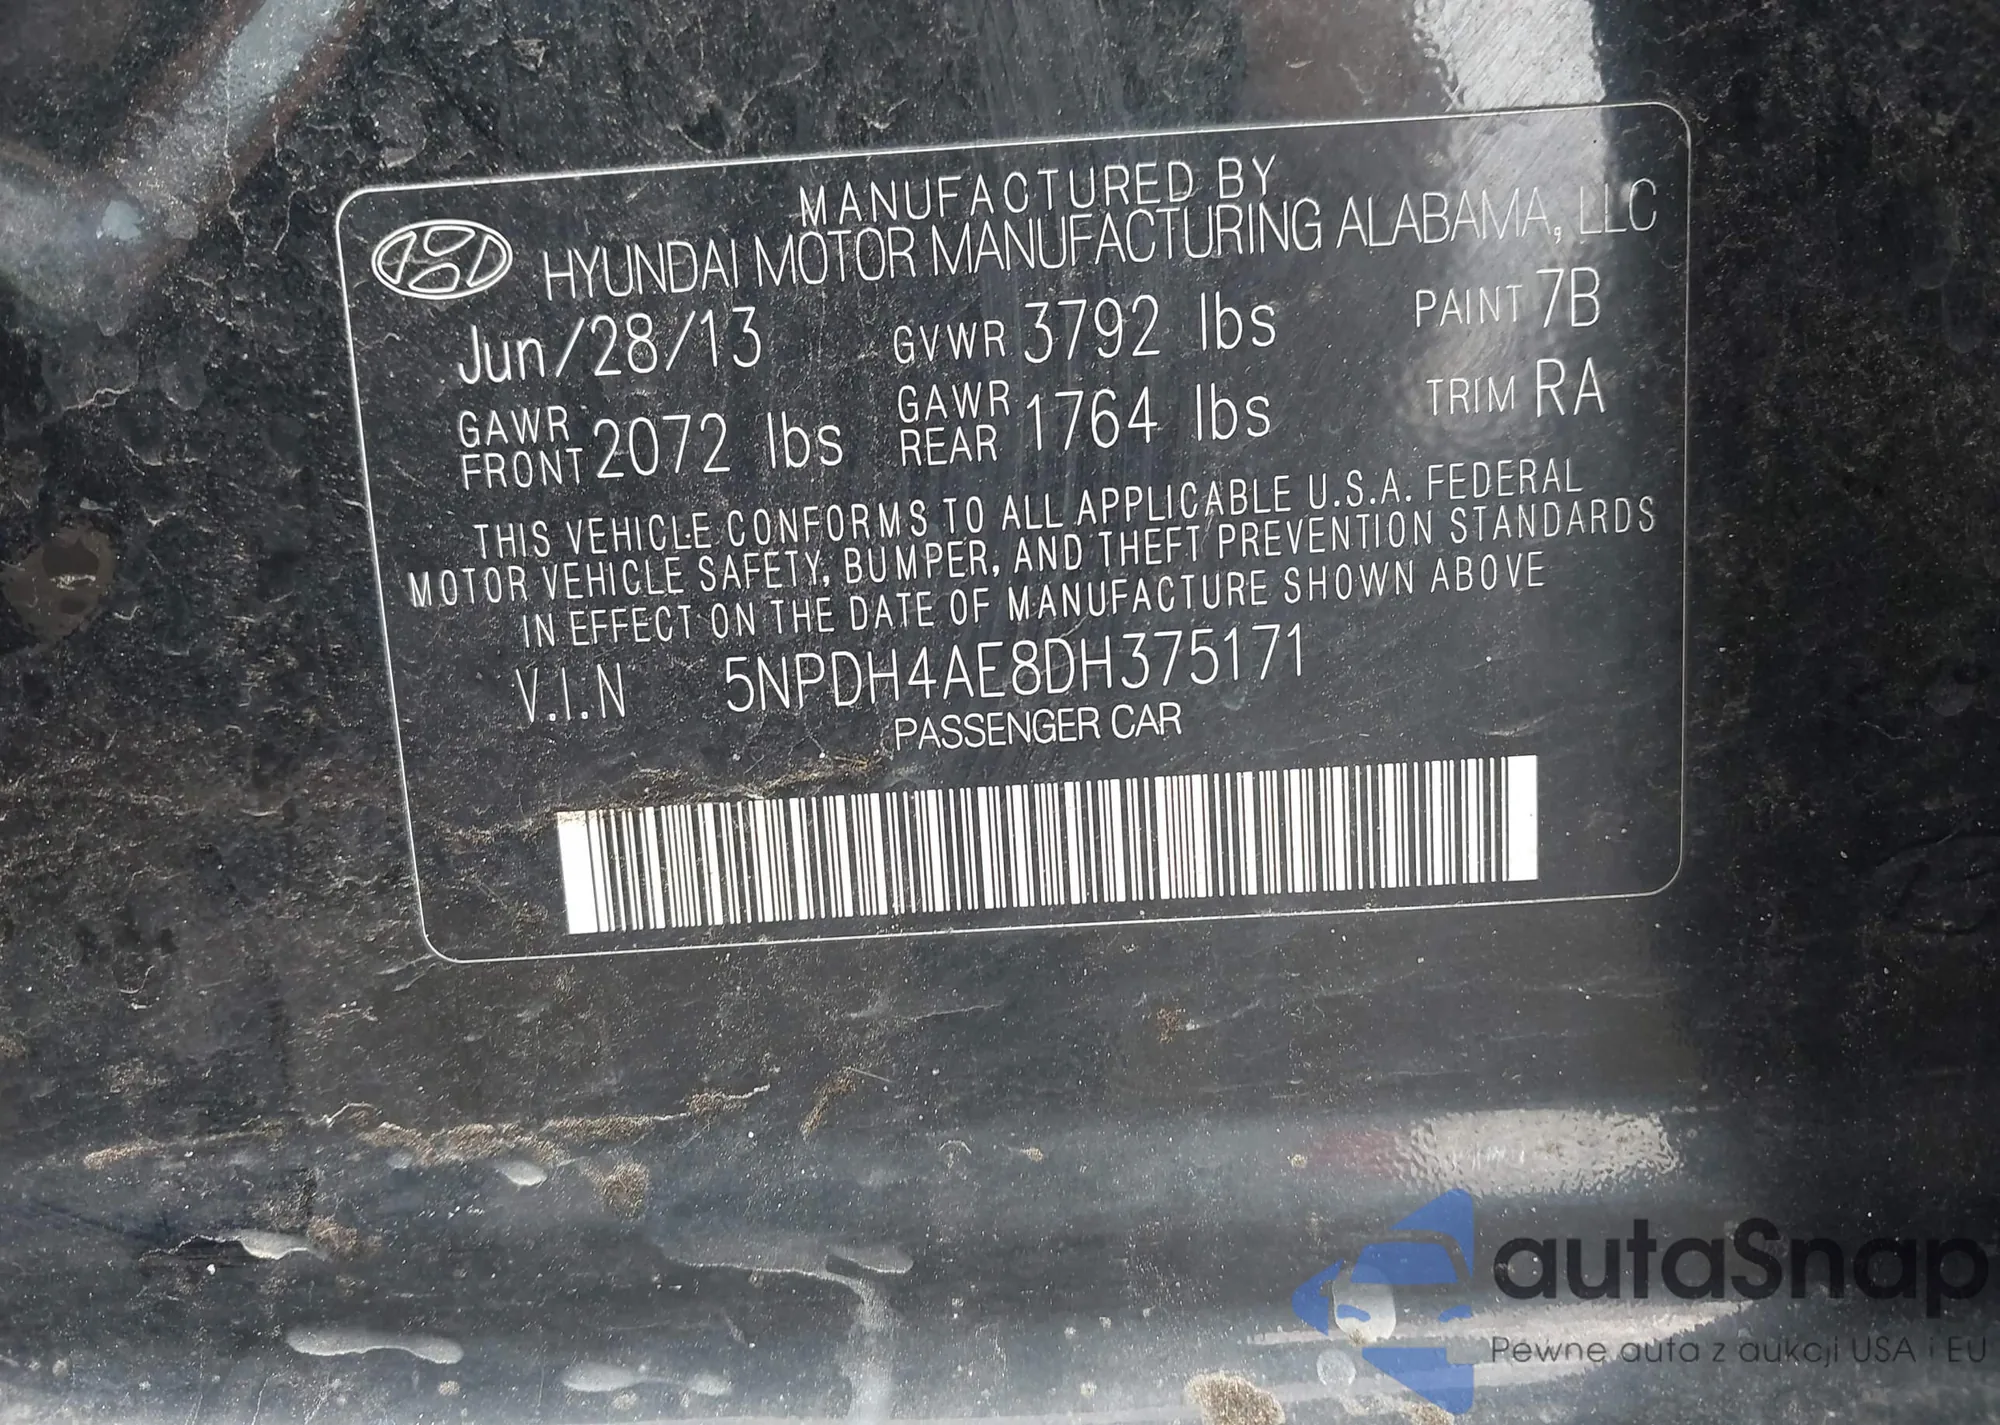 MANUFACTURED BY
HYUNDAI MOTOR MANUFACTURING ALABAMA, LLC
Jun/28/13 GVWR 3792 lbs PAINT 7B
GAWR FRONT 2072 lbs GAWR REAR 1764 lbs TRIM RA
THIS VEHICLE CONFORMS TO ALL APPLICABLE U.S.A. FEDERAL
MOTOR VEHICLE SAFETY, BUMPER, AND THEFT PREVENTION STANDARDS
IN EFFECT ON THE DATE OF MANUFACTURE SHOWN ABOVE
V.I.N 5NPDH4AE8DH375171
PASSENGER CAR
autaSnap
Pewne auta z aukcji USA i EU